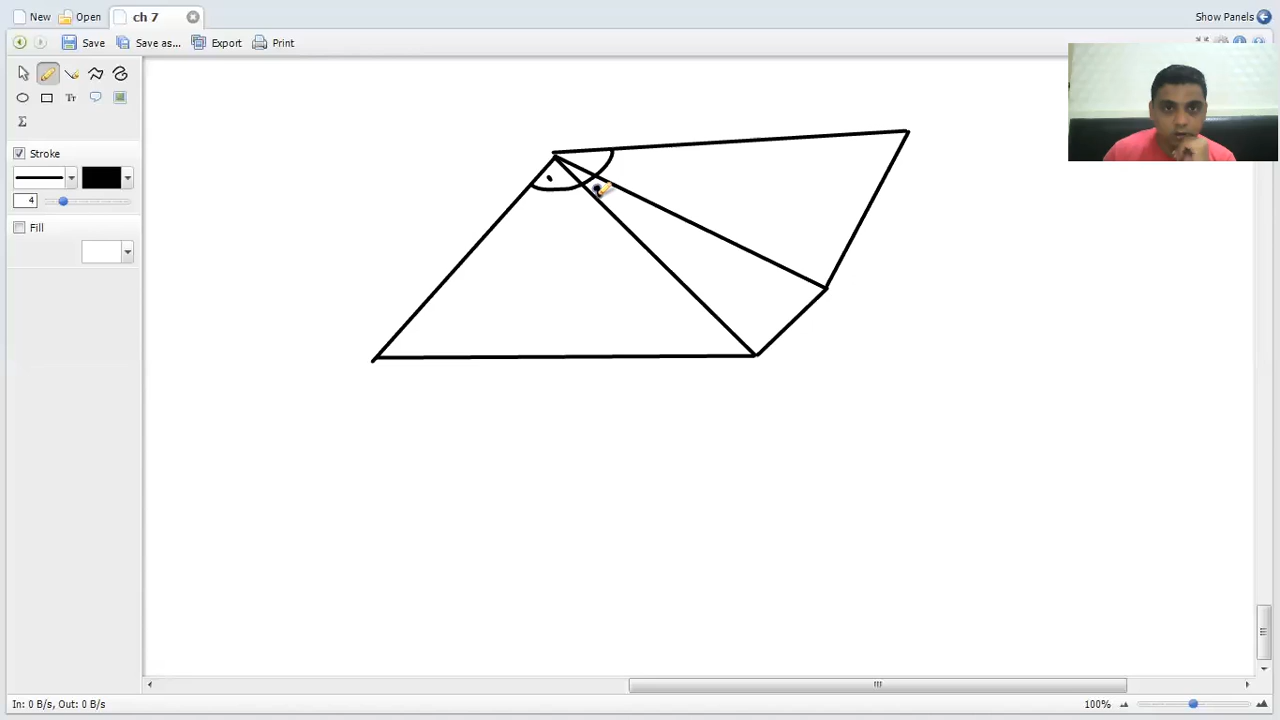 New Open ch 7 Show Panels
Save Save as... Export Print
Tт
Σ
Stroke
4
Fill
In: 0 B/s, Out: 0 B/s 100%